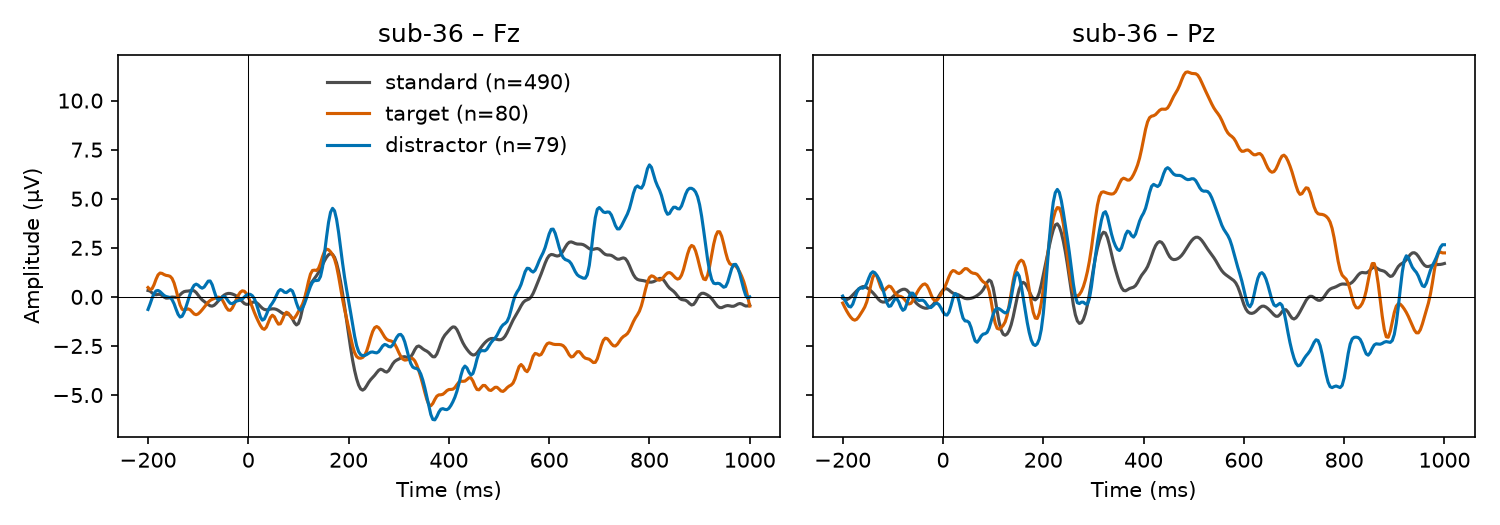 sub-36 – Fz
sub-36 – Pz
standard (n=490)
target (n=80)
distractor (n=79)
Amplitude (µV)
10.0
7.5
5.0
2.5
0.0
−2.5
−5.0
−200 0 200 400 600 800 1000
−200 0 200 400 600 800 1000
Time (ms)
Time (ms)